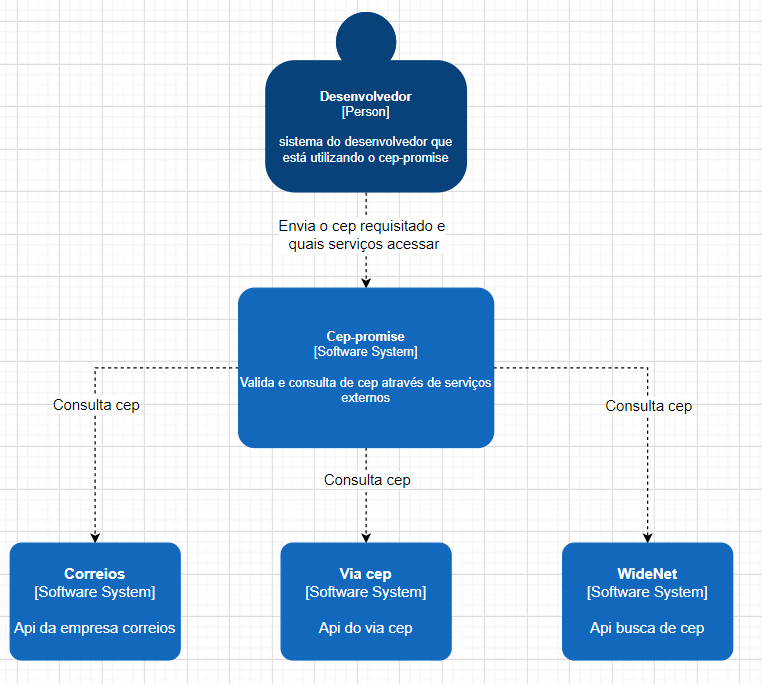 Desenvolvedor
[Person]
sistema do desenvolvedor que
está utilizando o cep-promise
Envia o cep requisitado e
quais serviços acessar
Cep-promise
[Software System]
Valida e consulta de cep através de serviços
externos
Consulta cep
Consulta cep
Consulta cep
Correios
[Software System]
Api da empresa correios
Via cep
[Software System]
Api do via cep
WideNet
[Software System]
Api busca de cep